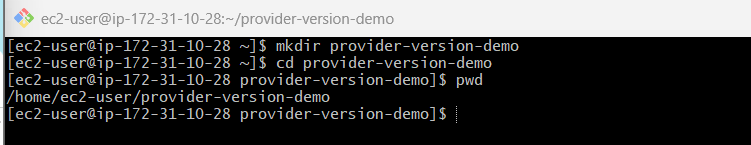 ec2-user@ip-172-31-10-28:~/provider-version-demo
[ec2-user@ip-172-31-10-28 ~]$ mkdir provider-version-demo
[ec2-user@ip-172-31-10-28 ~]$ cd provider-version-demo
[ec2-user@ip-172-31-10-28 provider-version-demo]$ pwd
/home/ec2-user/provider-version-demo
[ec2-user@ip-172-31-10-28 provider-version-demo]$